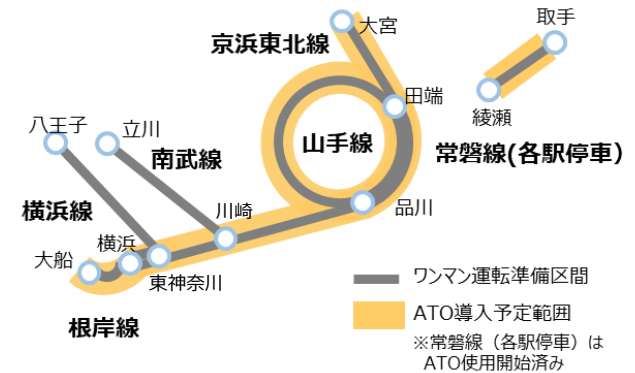 大宮
取手
京浜東北線
田端
綾瀬
八王子
立川
山手線
常磐線(各駅停車)
南武線
横浜線
川崎
品川
横浜
大船
東神奈川
ワンマン運転準備区間
根岸線
ATO導入予定範囲
※常磐線（各駅停車）は
ATO使用開始済み